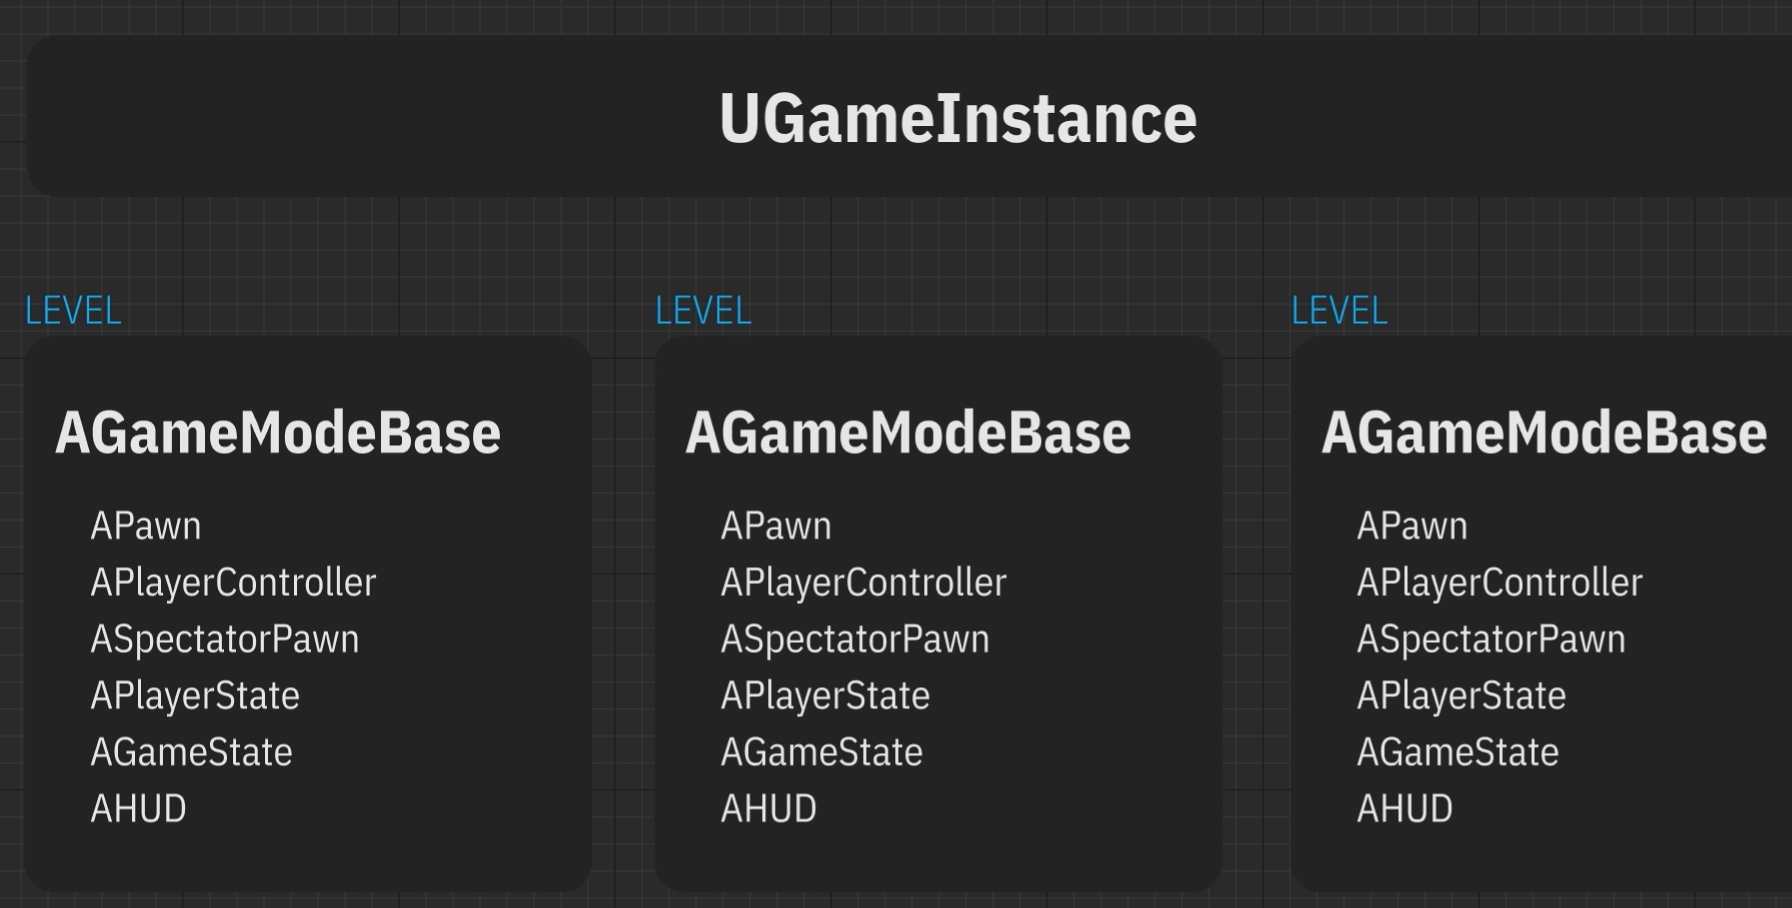 UGameInstance
LEVEL
AGameModeBase
APawn
APlayerController
ASpectatorPawn
APlayerState
AGameState
AHUD
LEVEL
AGameModeBase
APawn
APlayerController
ASpectatorPawn
APlayerState
AGameState
AHUD
LEVEL
AGameModeBase
APawn
APlayerController
ASpectatorPawn
APlayerState
AGameState
AHUD